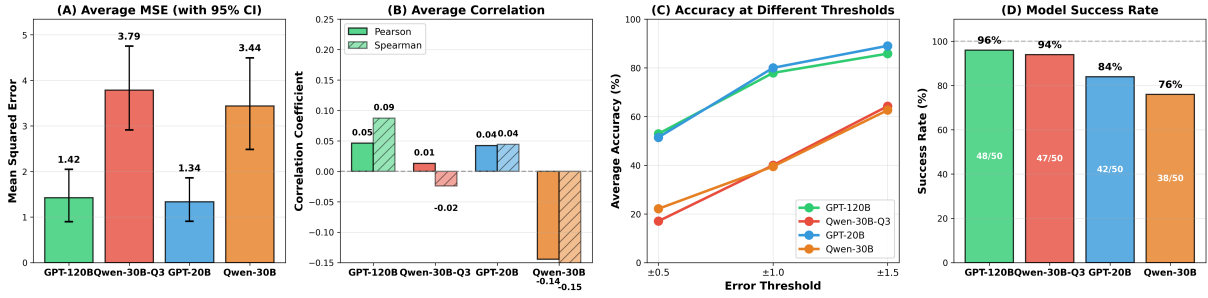 (A) Average MSE (with 95% CI)
Mean Squared Error
5
4
3
2
1
0
1.42
3.79
1.34
3.44
GPT-120B
Qwen-30B-Q3
GPT-20B
Qwen-30B
(B) Average Correlation
Correlation Coefficient
0.25
0.20
0.15
0.10
0.05
0.00
−0.05
−0.10
−0.15
Pearson
Spearman
0.05
0.09
0.01
-0.02
0.04
0.04
-0.14
-0.15
GPT-120B
Qwen-30B-Q3
GPT-20B
Qwen-30B
(C) Accuracy at Different Thresholds
Average Accuracy (%)
100
80
60
40
20
0
GPT-120B
Qwen-30B-Q3
GPT-20B
Qwen-30B
±0.5
±1.0
±1.5
Error Threshold
(D) Model Success Rate
Success Rate (%)
100
80
60
40
20
0
96%
94%
84%
76%
48/50
47/50
42/50
38/50
GPT-120B
Qwen-30B-Q3
GPT-20B
Qwen-30B